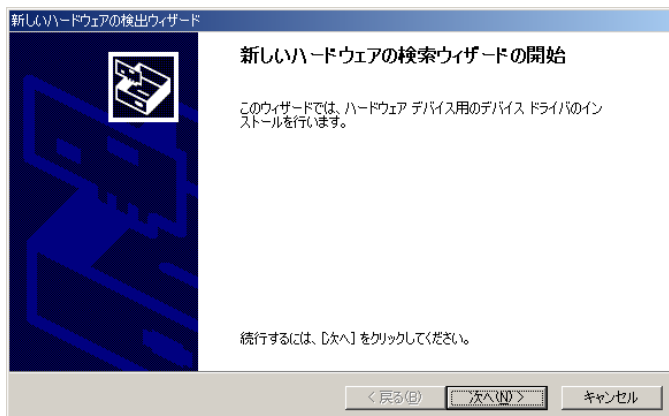 新しいハードウェアの検出ウィザード
新しいハードウェアの検索ウィザードの開始
このウィザードでは、ハードウェア デバイス用のデバイス ドライバのイン
ストールを行います。
続行するには、[次へ] をクリックしてください。
< 戻る(B)
次へ(N) >
キャンセル